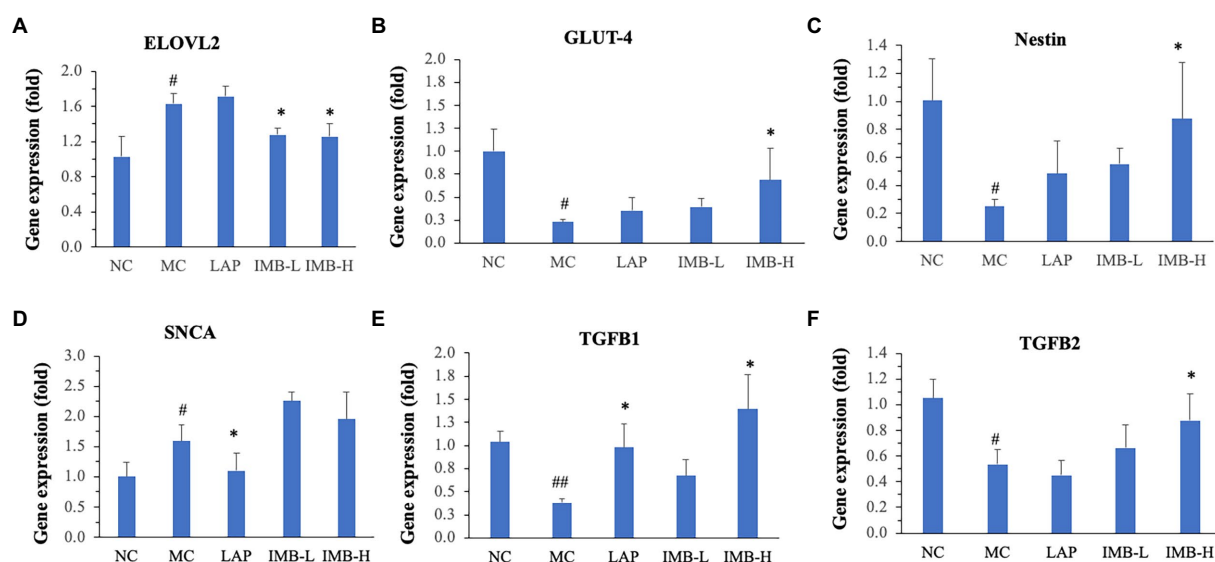 A
ELOVL2
Gene expression (fold)
2.0
1.6
1.2
0.8
0.4
0.0
#
*
*
NC MC LAP IMB-L IMB-H
B
GLUT-4
Gene expression (fold)
2.0
1.8
1.5
1.3
1.0
0.8
0.5
0.3
0.0
#
*
NC MC LAP IMB-L IMB-H
C
Nestin
Gene expression (fold)
1.4
1.2
1.0
0.8
0.6
0.4
0.2
0.0
#
*
NC MC LAP IMB-L IMB-H
D
SNCA
Gene expression (fold)
3.0
2.5
2.0
1.5
1.0
0.5
0.0
#
*
NC MC LAP IMB-L IMB-H
E
TGFB1
Gene expression (fold)
2.0
1.8
1.5
1.3
1.0
0.8
0.5
0.3
0.0
##
*
*
NC MC LAP IMB-L IMB-H
F
TGFB2
Gene expression (fold)
1.4
1.2
1.0
0.8
0.6
0.4
0.2
0.0
#
*
NC MC LAP IMB-L IMB-H